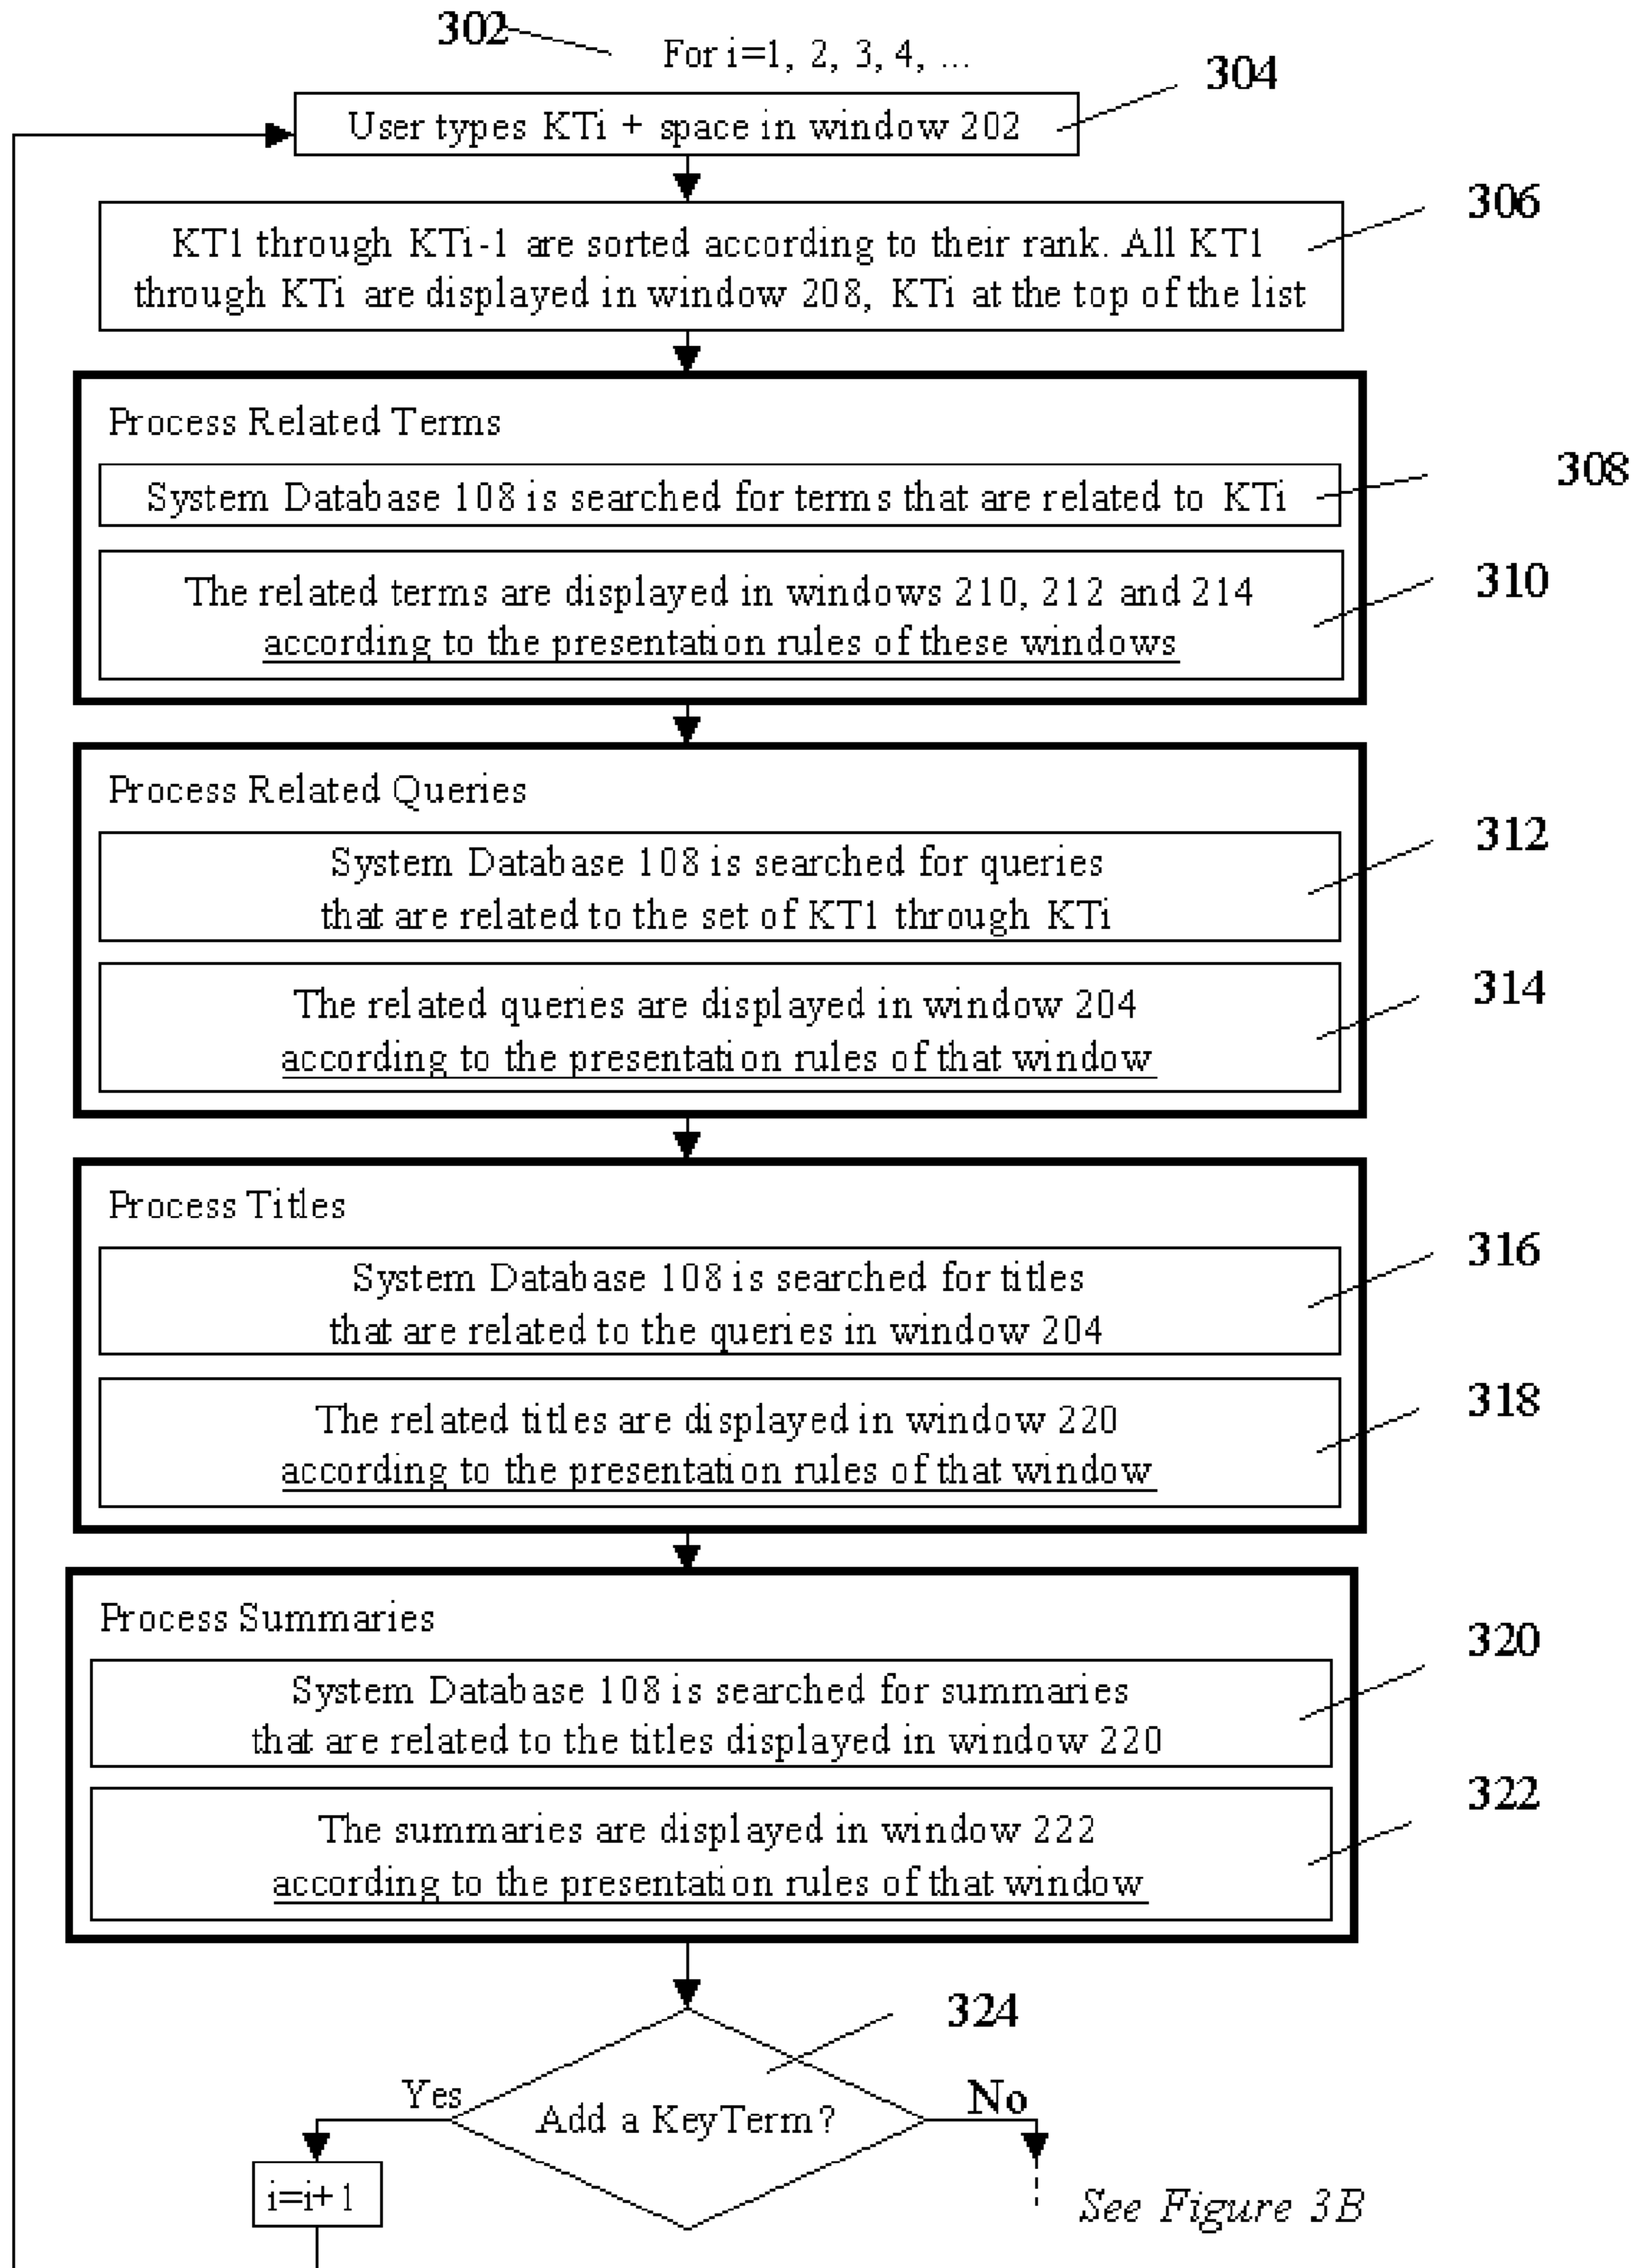 302
For i=1, 2, 3, 4, ...
304
User types KTi + space in window 202
306
KT1 through KTi-1 are sorted according to their rank. All KT1
through KTi are displayed in window 208, KTi at the top of the list
Process Related Terms
308
System Database 108 is searched for terms that are related to KTi
310
The related terms are displayed in windows 210, 212 and 214
according to the presentation rules of these windows
Process Related Queries
312
System Database 108 is searched for queries
that are related to the set of KT1 through KTi
314
The related queries are displayed in window 204
according to the presentation rules of that window
Process Titles
316
System Database 108 is searched for titles
that are related to the queries in window 204
318
The related titles are displayed in window 220
according to the presentation rules of that window
Process Summaries
320
System Database 108 is searched for summaries
that are related to the titles displayed in window 220
322
The summaries are displayed in window 222
according to the presentation rules of that window
324
Yes
No
Add a KeyTerm?
i=i+1
See Figure 3B